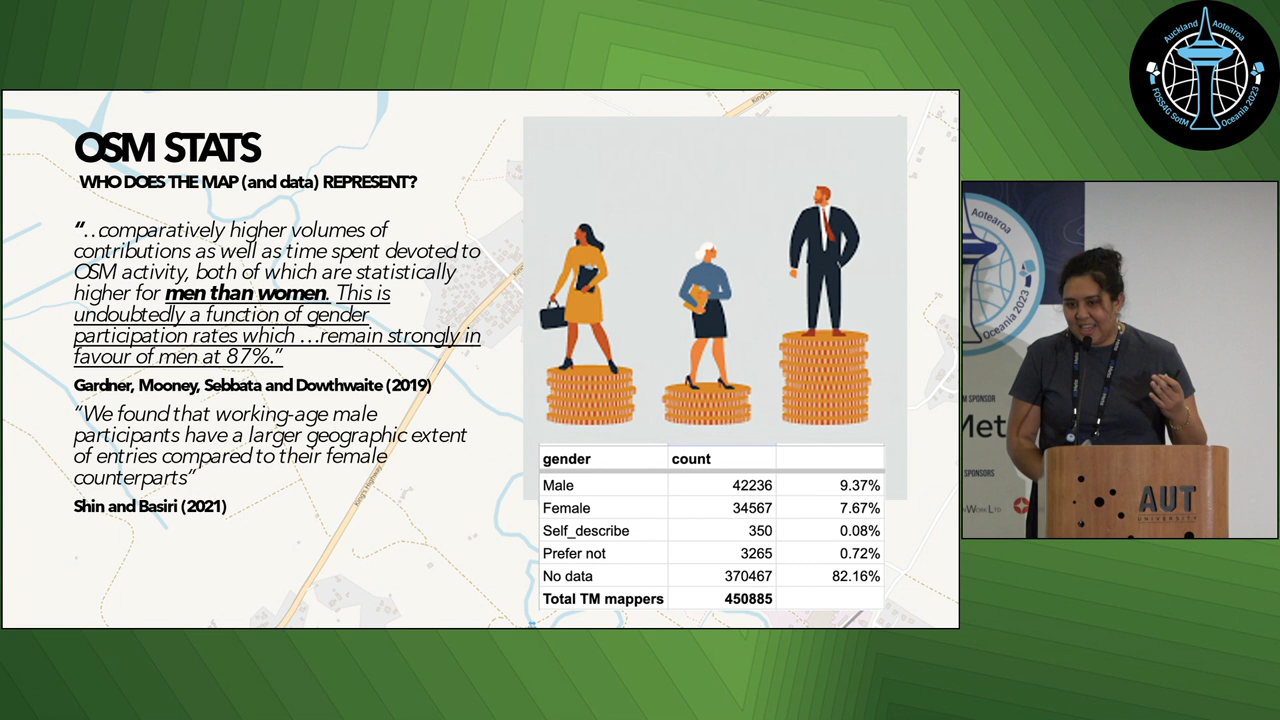 OSM STATS
WHO DOES THE MAP (and data) REPRESENT?
“. . comparatively higher volumes of
contributions as well as time spent devoted to
OSM activity, both of which are statistically
higher for men than women. This is
undoubtedly a function of gender
participation rates which …remain strongly in
favour of men at 87%.”
Gardner, Mooney, Sebbata and Dowthwaite (2019)
“We found that working-age male
participants have a larger geographic extent
of entries compared to their female
counterparts”
Shin and Basiri (2021)
King's Highway
gender count
Male 42236 9.37%
Female 34567 7.67%
Self_describe 350 0.08%
Prefer not 3265 0.72%
No data 370467 82.16%
Total TM mappers 450885
Auckland Aotearoa
FOSS4G SotM Oceania 2023
Aotearoa
Oceania 2023
M SPONSOR
Met
SPONSORS
WORK LTD
AUT
UNIVERSITY